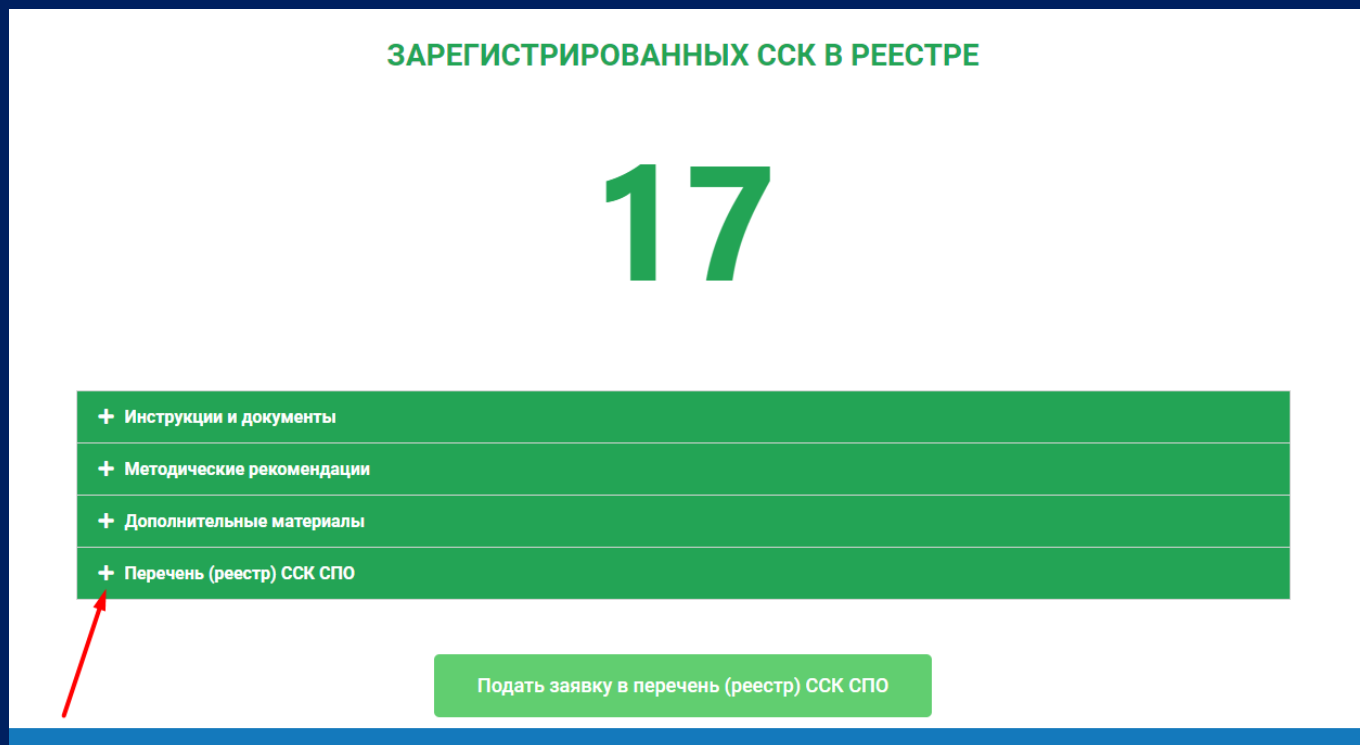 ЗАРЕГИСТРИРОВАННЫХ ССК В РЕЕСТРЕ
17
Инструкции и документы
Методические рекомендации
Дополнительные материалы
Перечень (реестр) ССК СПО
Подать заявку в перечень (реестр) ССК СПО